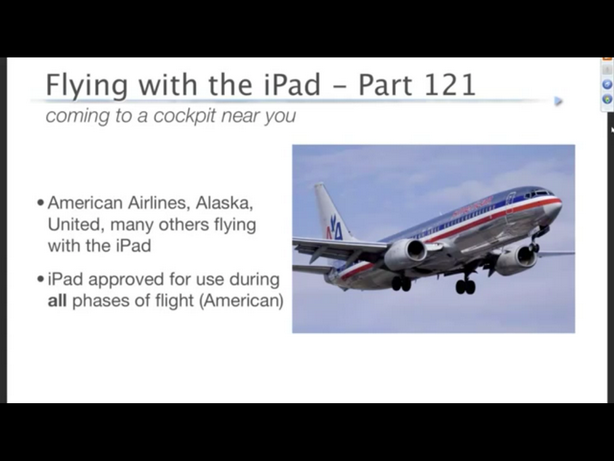 Flying with the iPad – Part 121
coming to a cockpit near you
• American Airlines, Alaska,
United, many others flying
with the iPad
• iPad approved for use during
all phases of flight (American)
AA